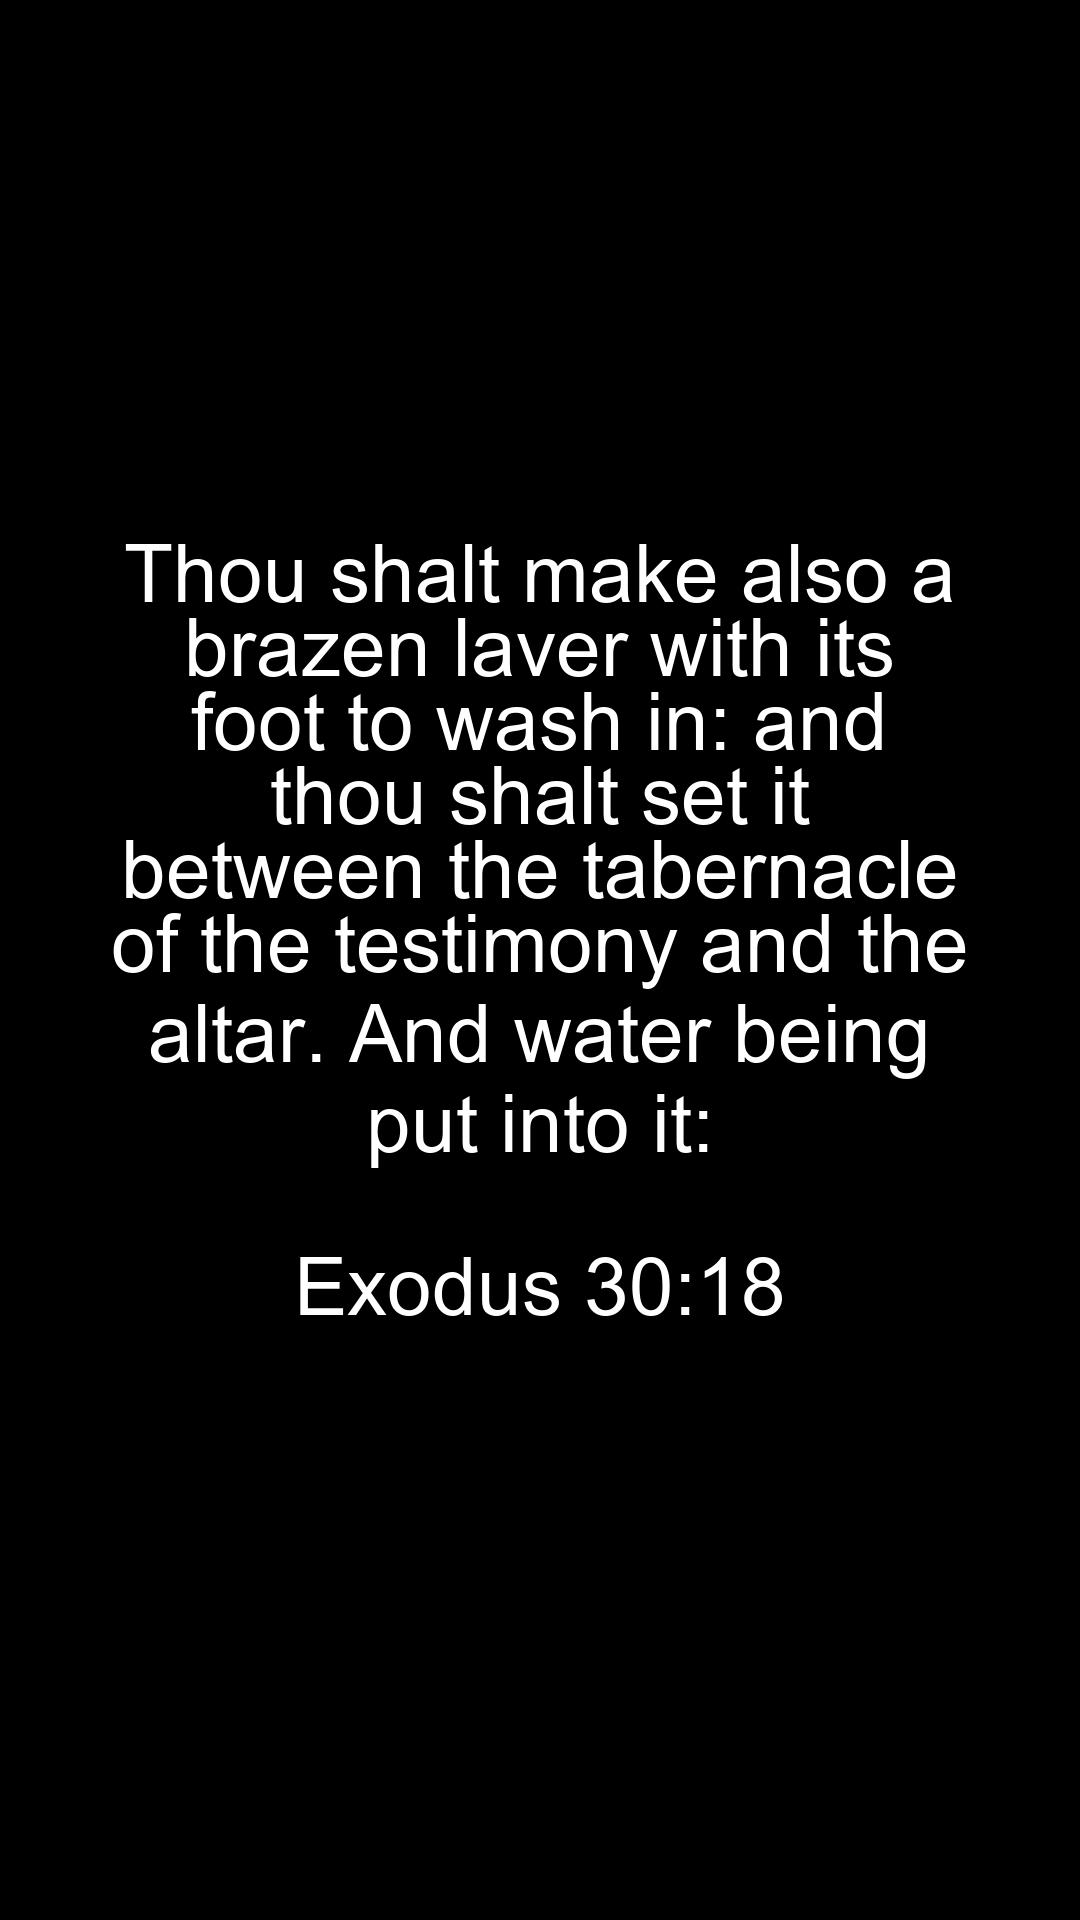 Thou shalt make also a
brazen laver with its
foot to wash in: and
thou shalt set it
between the tabernacle
of the testimony and the
altar. And water being
put into it:
Exodus 30:18